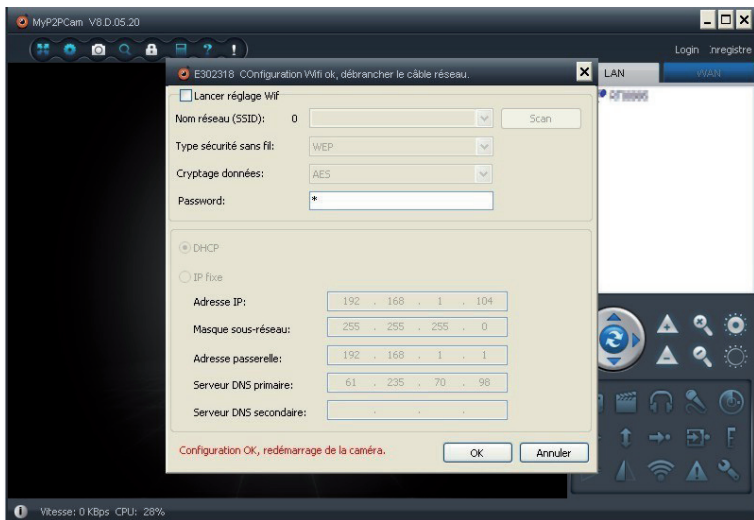 MyP2PCam V8.D.05.20
Login :nregistre
E302318 COnfiguration Wifi ok, débrancher le câble réseau.
LAN
WAN
Lancer réglage Wif
Nom réseau (SSID): 0
Scan
Type sécurité sans fil: WEP
Cryptage données: AES
Password: *
DHCP
IP fixe
Adresse IP: 192 . 168 . 1 . 104
Masque sous-réseau: 255 . 255 . 255 . 0
Adresse passerelle: 192 . 168 . 1 . 1
Serveur DNS primaire: 61 . 235 . 70 . 98
Serveur DNS secondaire: . . .
Configuration OK, redémarrage de la caméra.
OK
Annuler
F
Vitesse: 0 KBps CPU: 28%